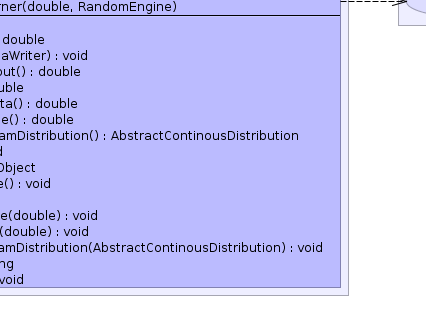 rner(double, RandomEngine)
: double
aWriter) : void
out() : double
uble
ta() : double
e() : double
amDistribution() : AbstractContinousDistribution
d
Object
e() : void
e(double) : void
(double) : void
amDistribution(AbstractContinousDistribution) : void
ng
void